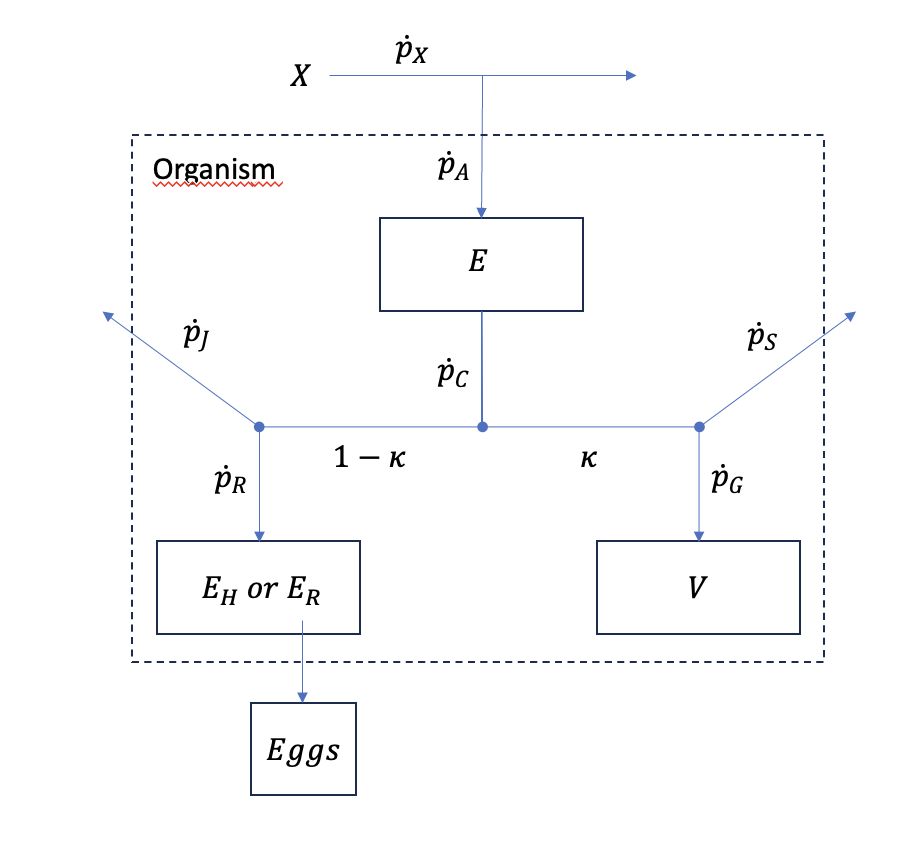 ṗ_X
X
Organism
ṗ_A
E
ṗ_J
ṗ_S
ṗ_C
1 − κ
κ
ṗ_R
ṗ_G
E_H or E_R
V
Eggs